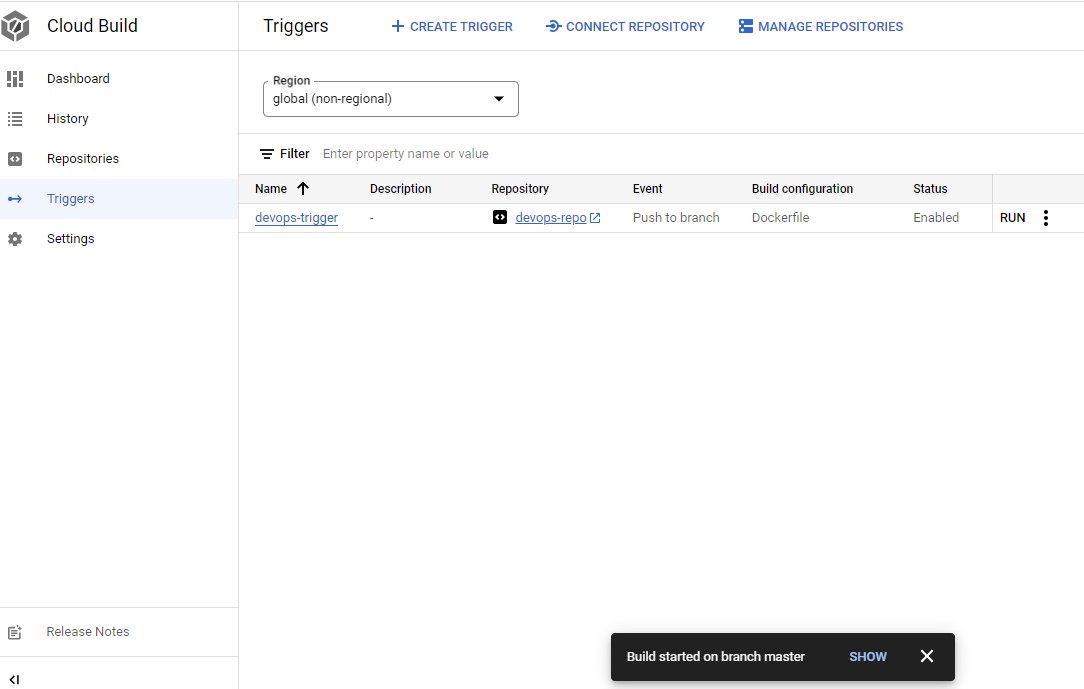 Cloud Build
Triggers
CREATE TRIGGER
CONNECT REPOSITORY
MANAGE REPOSITORIES
Dashboard
History
Repositories
Triggers
Settings
Region
global (non-regional)
Filter Enter property name or value
Name Description Repository Event Build configuration Status
devops-trigger - devops-repo Push to branch Dockerfile Enabled RUN
Release Notes
Build started on branch master SHOW